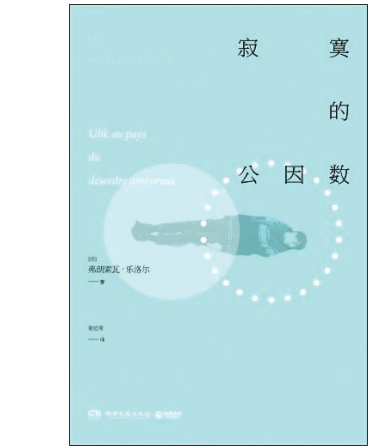 寂寞
的
公因数
Ulik au pays
du
désordre amoureux
[法]
弗朗索瓦·乐洛尔
著
译